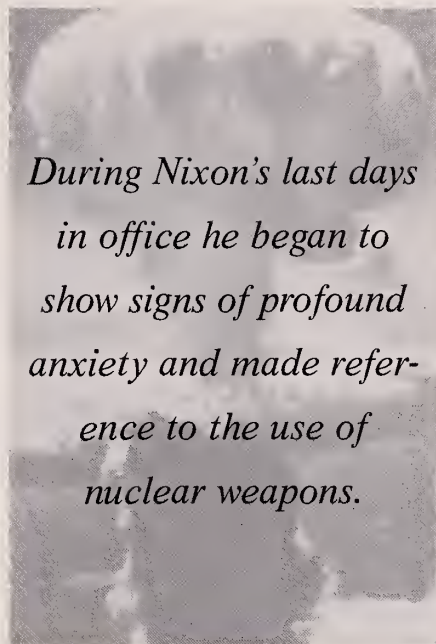 During Nixon's last days
in office he began to
show signs of profound
anxiety and made refer-
ence to the use of
nuclear weapons.